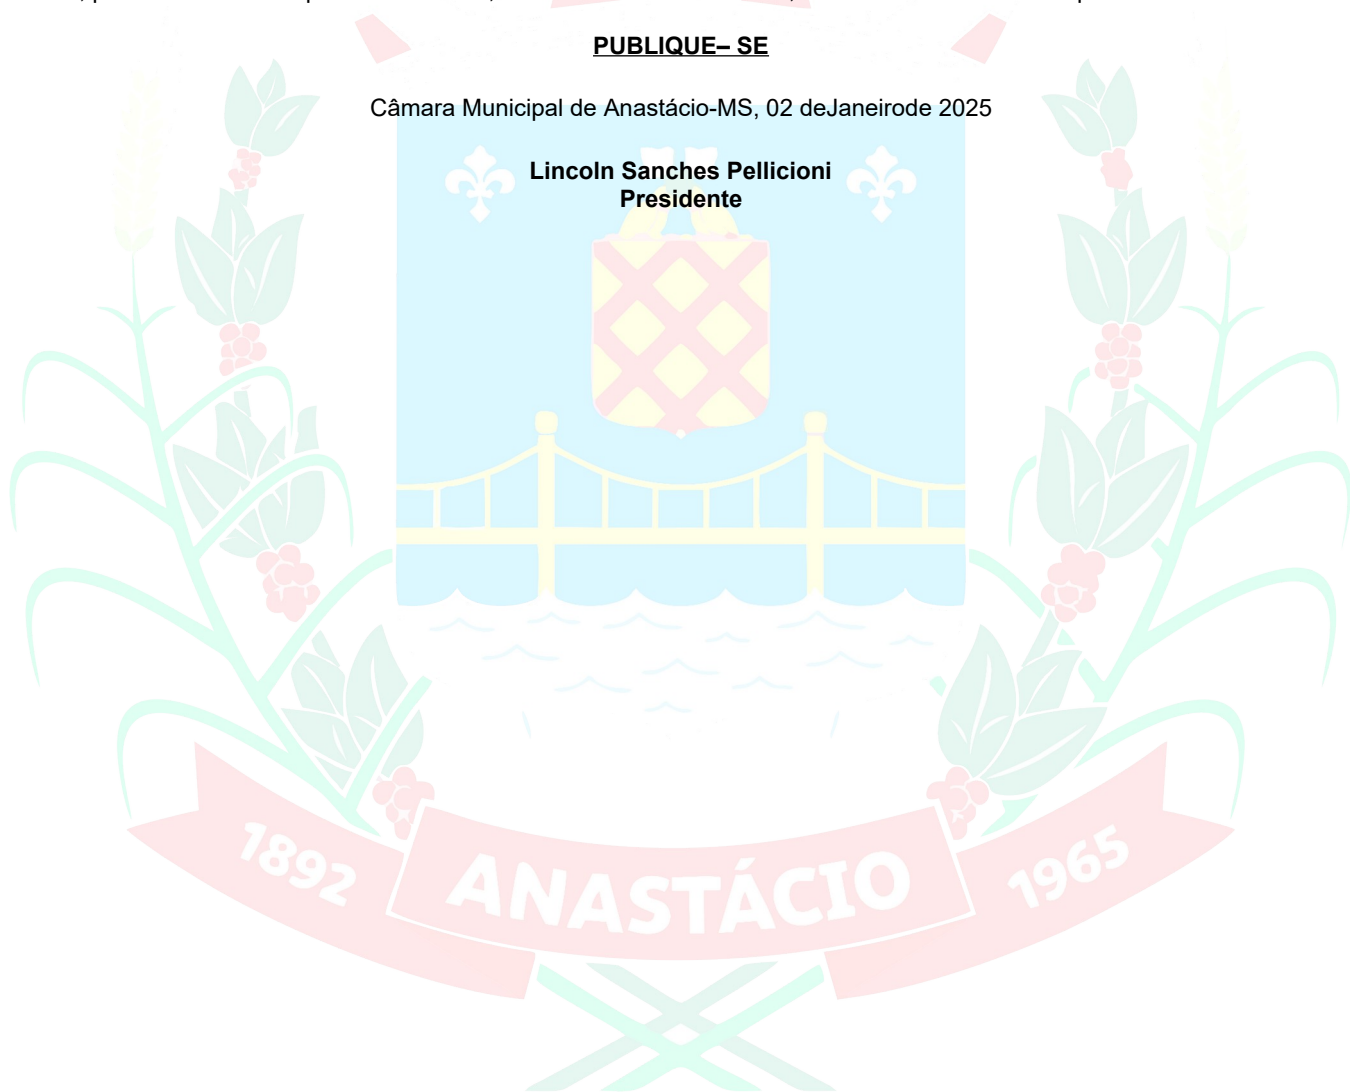 PUBLIQUE– SE
Câmara Municipal de Anastácio-MS, 02 deJaneirode 2025
Lincoln Sanches Pellicioni
Presidente
1892
ANASTÁCIO
1965